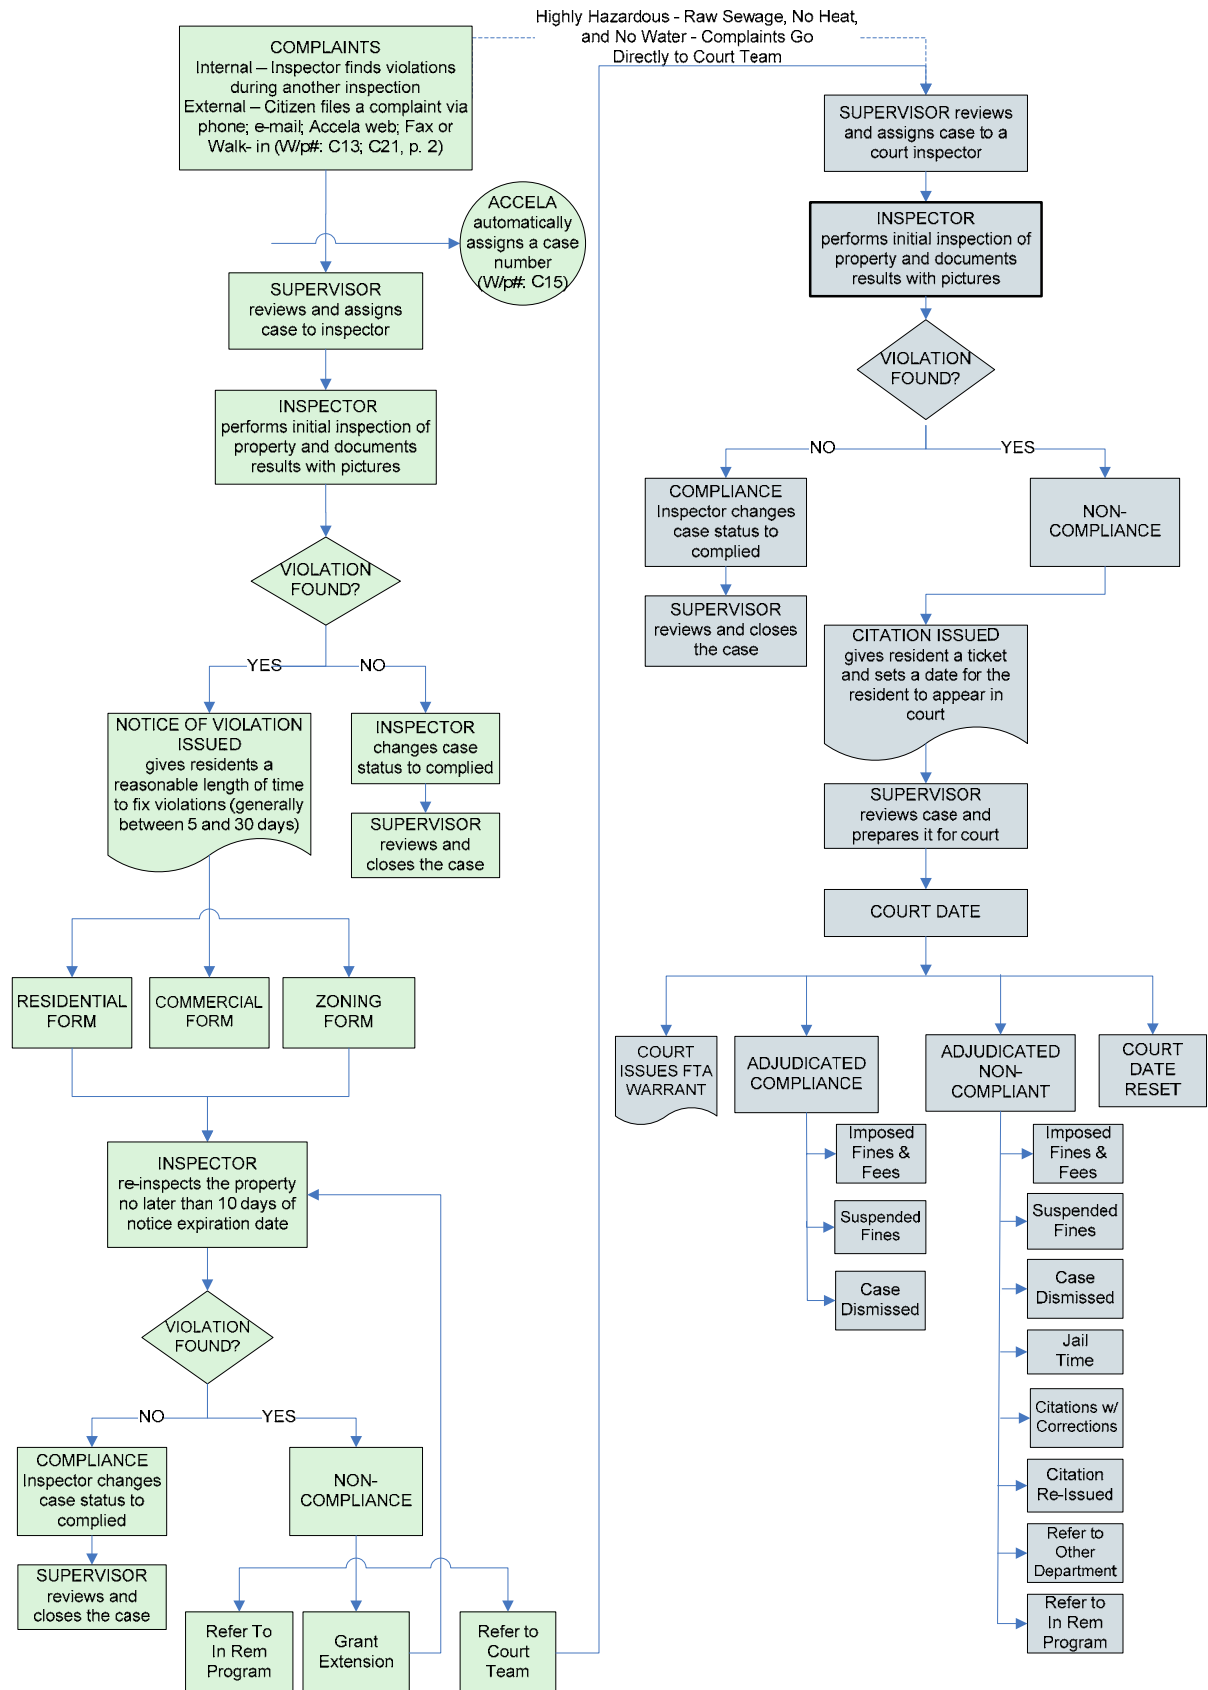 Highly Hazardous - Raw Sewage, No Heat,
and No Water - Complaints Go
Directly to Court Team
COMPLAINTS
Internal – Inspector finds violations
during another inspection
External – Citizen files a complaint via
phone; e-mail; Accela web; Fax or
Walk- in (W/p#: C13; C21, p. 2)
ACCELA
automatically
assigns a case
number
(W/p#: C15)
SUPERVISOR
reviews and assigns
case to inspector
INSPECTOR
performs initial inspection of
property and documents
results with pictures
VIOLATION
FOUND?
YES
NO
NOTICE OF VIOLATION
ISSUED
gives residents a
reasonable length of time
to fix violations (generally
between 5 and 30 days)
INSPECTOR
changes case
status to complied
SUPERVISOR
reviews and
closes the case
RESIDENTIAL
FORM
COMMERCIAL
FORM
ZONING
FORM
INSPECTOR
re-inspects the property
no later than 10 days of
notice expiration date
VIOLATION
FOUND?
NO
YES
COMPLIANCE
Inspector changes
case status to
complied
NON-
COMPLIANCE
SUPERVISOR
reviews and
closes the case
Refer To
In Rem
Program
Grant
Extension
Refer to
Court
Team
SUPERVISOR reviews
and assigns case to a
court inspector
INSPECTOR
performs initial inspection of
property and documents
results with pictures
VIOLATION
FOUND?
NO
YES
COMPLIANCE
Inspector changes
case status to
complied
NON-
COMPLIANCE
SUPERVISOR
reviews and closes
the case
CITATION ISSUED
gives resident a ticket
and sets a date for the
resident to appear in
court
SUPERVISOR
reviews case and
prepares it for court
COURT DATE
COURT
ISSUES FTA
WARRANT
ADJUDICATED
COMPLIANCE
ADJUDICATED
NON-
COMPLIANT
COURT
DATE
RESET
Imposed
Fines &
Fees
Suspended
Fines
Case
Dismissed
Imposed
Fines &
Fees
Suspended
Fines
Case
Dismissed
Jail
Time
Citations w/
Corrections
Citation
Re-Issued
Refer to
Other
Department
Refer to
In Rem
Program